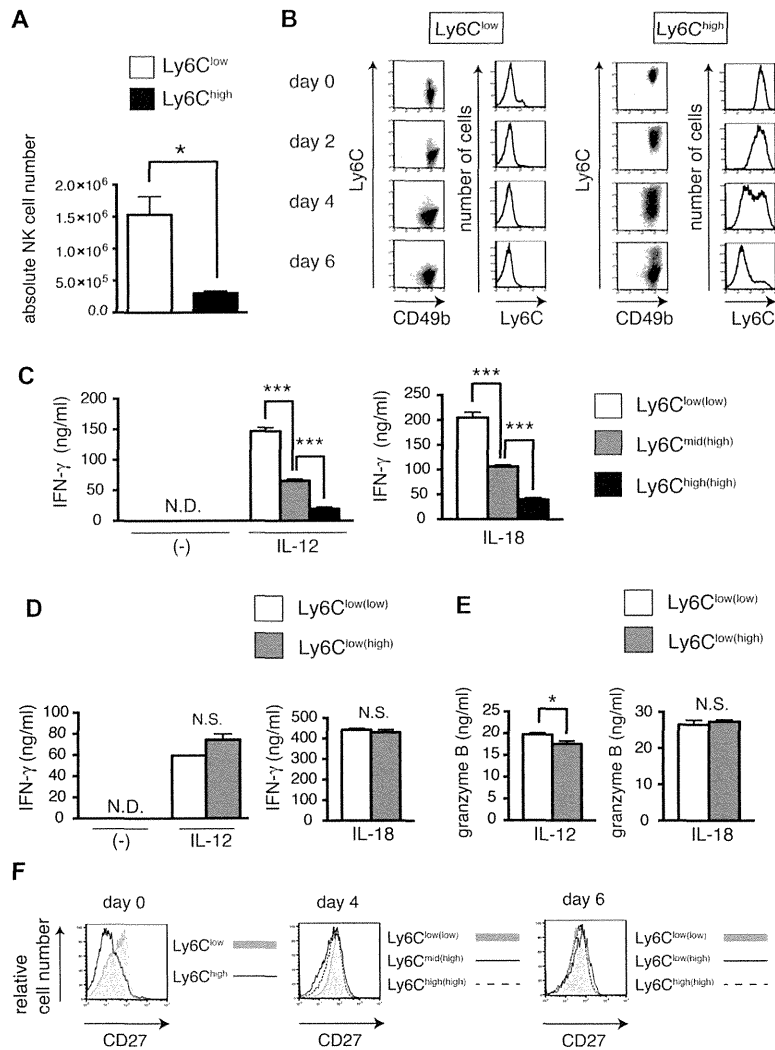 A
Ly6Clow
Ly6Chigh
*
absolute NK cell number
2.0×10⁶
1.5×10⁶
1.0×10⁶
5.0×10⁵
0.0
B
Ly6Clow
Ly6Chigh
day 0
day 2
day 4
day 6
Ly6C
number of cells
Ly6C
number of cells
CD49b
Ly6C
CD49b
Ly6C
C
IFN-γ (ng/ml)
200
150
100
50
0
N.D.
***
***
(-)
IL-12
IFN-γ (ng/ml)
250
200
150
100
50
0
***
***
IL-18
Ly6Clow(low)
Ly6Cmid(high)
Ly6Chigh(high)
D
Ly6Clow(low)
Ly6Clow(high)
IFN-γ (ng/ml)
100
80
60
40
20
0
N.D.
N.S.
(-)
IL-12
IFN-γ (ng/ml)
500
400
300
200
100
0
N.S.
IL-18
E
Ly6Clow(low)
Ly6Clow(high)
granzyme B (ng/ml)
25
20
15
10
5
0
*
IL-12
granzyme B (ng/ml)
30
20
10
0
N.S.
IL-18
F
relative
cell number
day 0
Ly6Clow
Ly6Chigh
CD27
day 4
Ly6Clow(low)
Ly6Cmid(high)
Ly6Chigh(high)
CD27
day 6
Ly6Clow(low)
Ly6Clow(high)
Ly6Chigh(high)
CD27